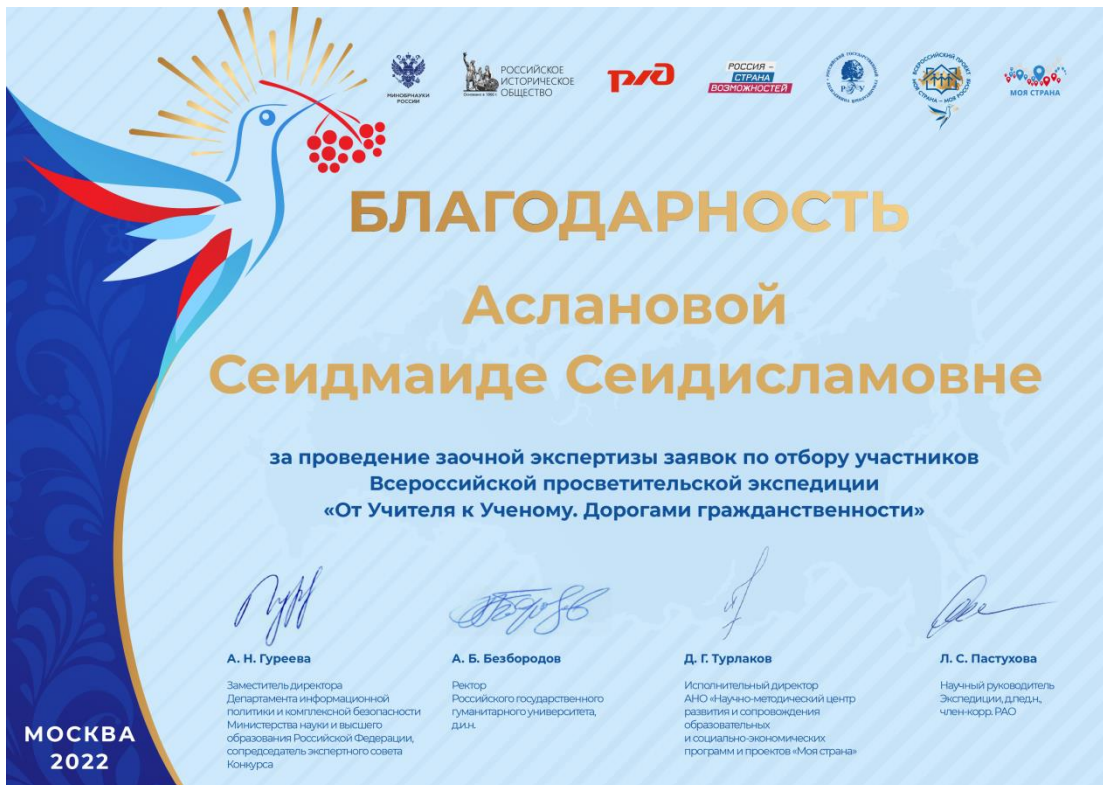 МИНОБРНАУКИ
РОССИИ
РОССИЙСКОЕ
ИСТОРИЧЕСКОЕ
ОБЩЕСТВО
РОССИЯ –
СТРАНА
ВОЗМОЖНОСТЕЙ
МОЯ СТРАНА
БЛАГОДАРНОСТЬ
Аслановой
Сеидмаиде Сеидисламовне
за проведение заочной экспертизы заявок по отбору участников
Всероссийской просветительской экспедиции
«От Учителя к Ученому. Дорогами гражданственности»
А. Н. Гуреева
Заместитель директора
Департамента информационной
политики и комплексной безопасности
Министерства науки и высшего
образования Российской Федерации,
сопредседатель экспертного совета
Конкурса
А. Б. Безбородов
Ректор
Российского государственного
гуманитарного университета,
д.и.н.
Д. Г. Турлаков
Исполнительный директор
АНО «Научно-методический центр
развития и сопровождения
образовательных
и социально-экономических
программ и проектов «Моя страна»
Л. С. Пастухова
Научный руководитель
Экспедиции, д.пед.н.,
член-корр. РАО
МОСКВА
2022